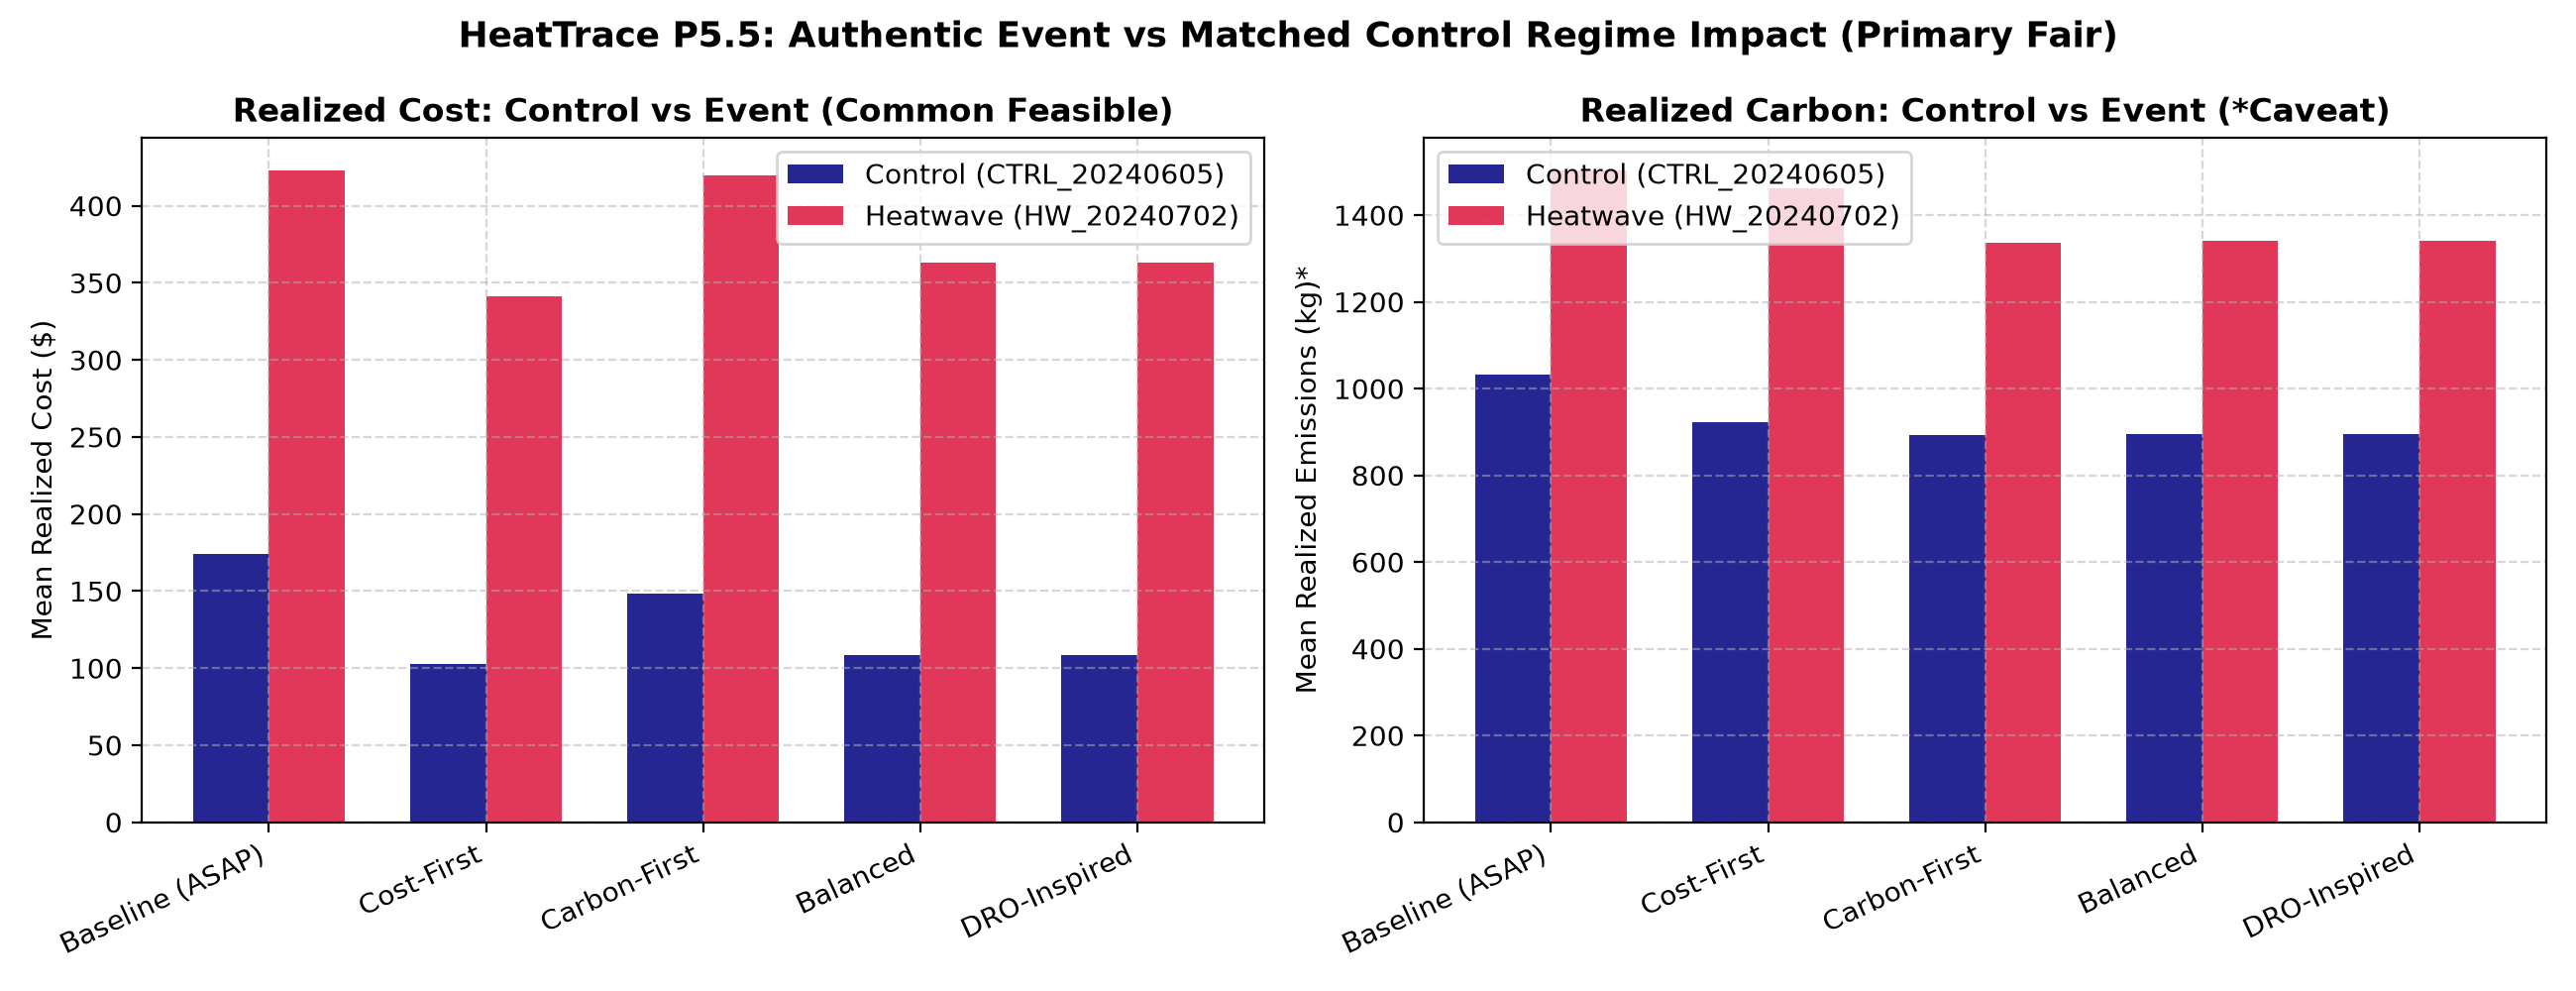 HeatTrace P5.5: Authentic Event vs Matched Control Regime Impact (Primary Fair)
Realized Cost: Control vs Event (Common Feasible)
Mean Realized Cost ($)
400
350
300
250
200
150
100
50
0
Control (CTRL_20240605)
Heatwave (HW_20240702)
Baseline (ASAP)
Cost-First
Carbon-First
Balanced
DRO-Inspired
Realized Carbon: Control vs Event (*Caveat)
Mean Realized Emissions (kg)*
1400
1200
1000
800
600
400
200
0
Control (CTRL_20240605)
Heatwave (HW_20240702)
Baseline (ASAP)
Cost-First
Carbon-First
Balanced
DRO-Inspired